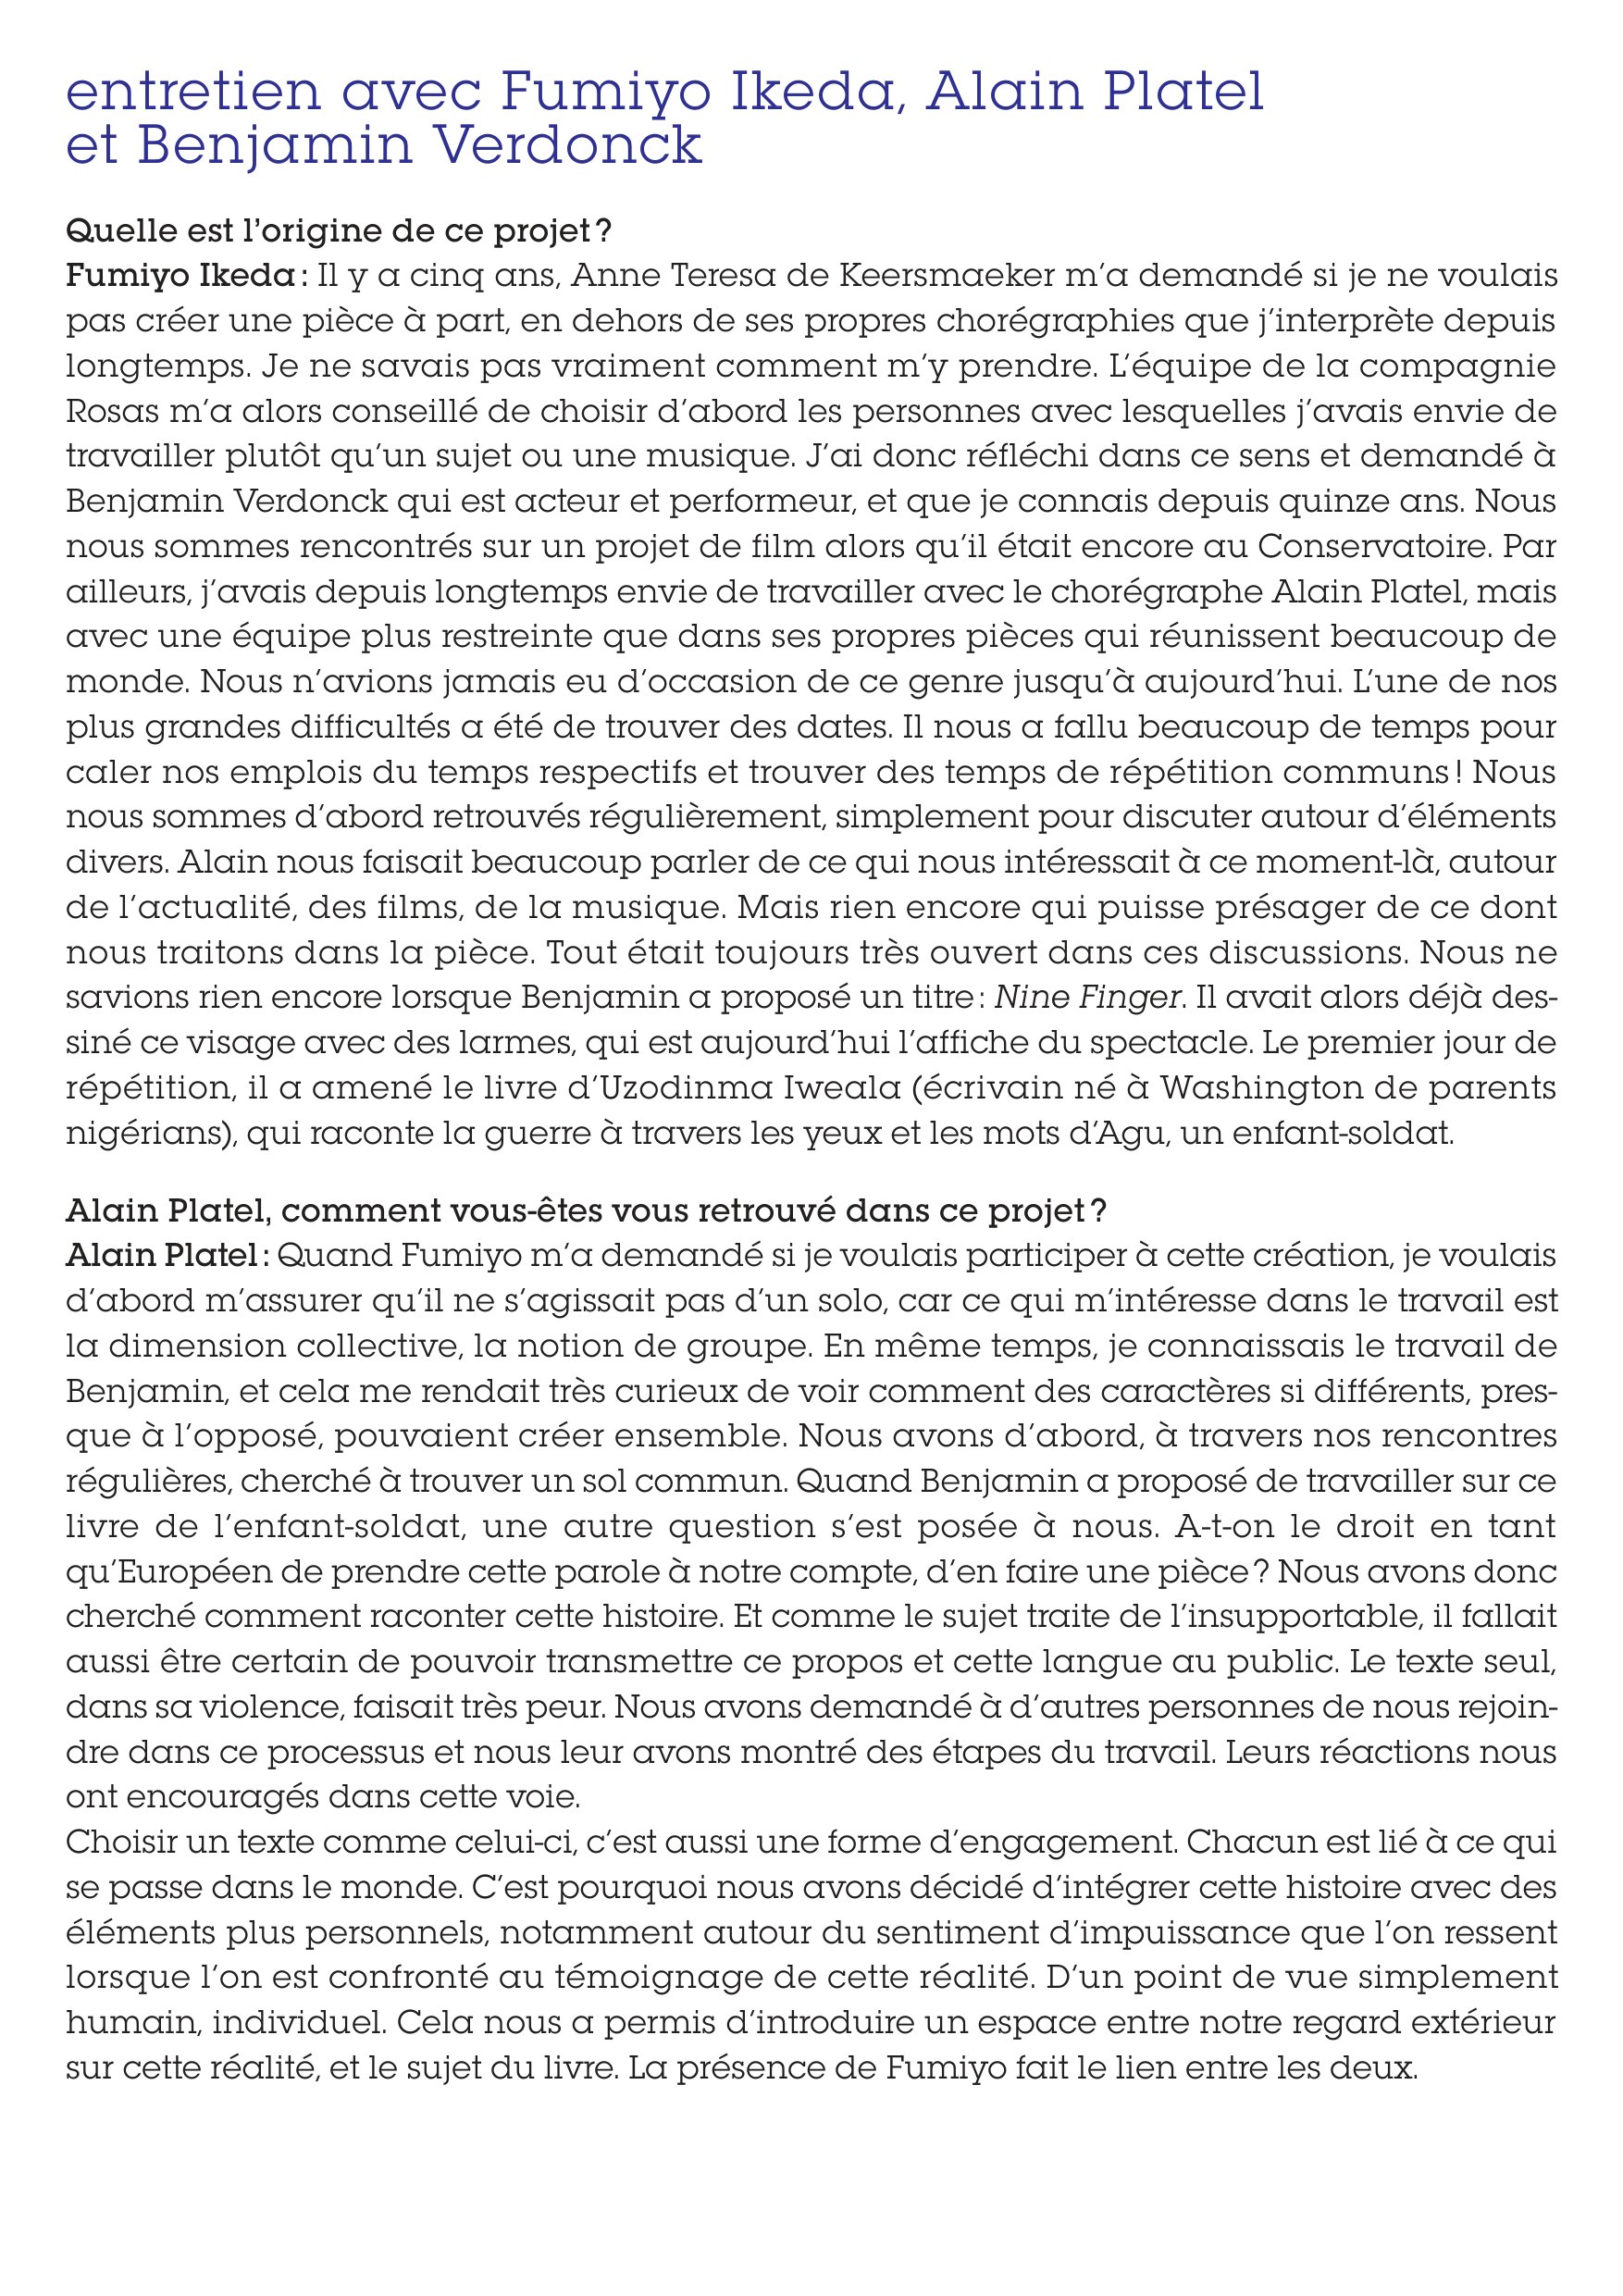 entretien avec Fumiyo Ikeda, Alain Platel
et Benjamin Verdonck
Quelle est l’origine de ce projet ?
Fumiyo Ikeda : Il y a cinq ans, Anne Teresa de Keersmaeker m’a demandé si je ne voulais
pas créer une pièce à part, en dehors de ses propres chorégraphies que j’interprète depuis
longtemps. Je ne savais pas vraiment comment m’y prendre. L’équipe de la compagnie
Rosas m’a alors conseillé de choisir d’abord les personnes avec lesquelles j’avais envie de
travailler plutôt qu’un sujet ou une musique. J’ai donc réfléchi dans ce sens et demandé à
Benjamin Verdonck qui est acteur et performeur, et que je connais depuis quinze ans. Nous
nous sommes rencontrés sur un projet de film alors qu’il était encore au Conservatoire. Par
ailleurs, j’avais depuis longtemps envie de travailler avec le chorégraphe Alain Platel, mais
avec une équipe plus restreinte que dans ses propres pièces qui réunissent beaucoup de
monde. Nous n’avions jamais eu d’occasion de ce genre jusqu’à aujourd’hui. L’une de nos
plus grandes difficultés a été de trouver des dates. Il nous a fallu beaucoup de temps pour
caler nos emplois du temps respectifs et trouver des temps de répétition communs ! Nous
nous sommes d’abord retrouvés régulièrement, simplement pour discuter autour d’éléments
divers. Alain nous faisait beaucoup parler de ce qui nous intéressait à ce moment-là, autour
de l’actualité, des films, de la musique. Mais rien encore qui puisse présager de ce dont
nous traitons dans la pièce. Tout était toujours très ouvert dans ces discussions. Nous ne
savions rien encore lorsque Benjamin a proposé un titre : Nine Finger. Il avait alors déjà des-
siné ce visage avec des larmes, qui est aujourd’hui l’affiche du spectacle. Le premier jour de
répétition, il a amené le livre d’Uzodinma Iweala (écrivain né à Washington de parents
nigérians), qui raconte la guerre à travers les yeux et les mots d’Agu, un enfant-soldat.
Alain Platel, comment vous-êtes vous retrouvé dans ce projet ?
Alain Platel : Quand Fumiyo m’a demandé si je voulais participer à cette création, je voulais
d’abord m’assurer qu’il ne s’agissait pas d’un solo, car ce qui m’intéresse dans le travail est
la dimension collective, la notion de groupe. En même temps, je connaissais le travail de
Benjamin, et cela me rendait très curieux de voir comment des caractères si différents, pres-
que à l’opposé, pouvaient créer ensemble. Nous avons d’abord, à travers nos rencontres
régulières, cherché à trouver un sol commun. Quand Benjamin a proposé de travailler sur ce
livre de l’enfant-soldat, une autre question s’est posée à nous. A-t-on le droit en tant
qu’Européen de prendre cette parole à notre compte, d’en faire une pièce ? Nous avons donc
cherché comment raconter cette histoire. Et comme le sujet traite de l’insupportable, il fallait
aussi être certain de pouvoir transmettre ce propos et cette langue au public. Le texte seul,
dans sa violence, faisait très peur. Nous avons demandé à d’autres personnes de nous rejoin-
dre dans ce processus et nous leur avons montré des étapes du travail. Leurs réactions nous
ont encouragés dans cette voie.
Choisir un texte comme celui-ci, c’est aussi une forme d’engagement. Chacun est lié à ce qui
se passe dans le monde. C’est pourquoi nous avons décidé d’intégrer cette histoire avec des
éléments plus personnels, notamment autour du sentiment d’impuissance que l’on ressent
lorsque l’on est confronté au témoignage de cette réalité. D’un point de vue simplement
humain, individuel. Cela nous a permis d’introduire un espace entre notre regard extérieur
sur cette réalité, et le sujet du livre. La présence de Fumiyo fait le lien entre les deux.